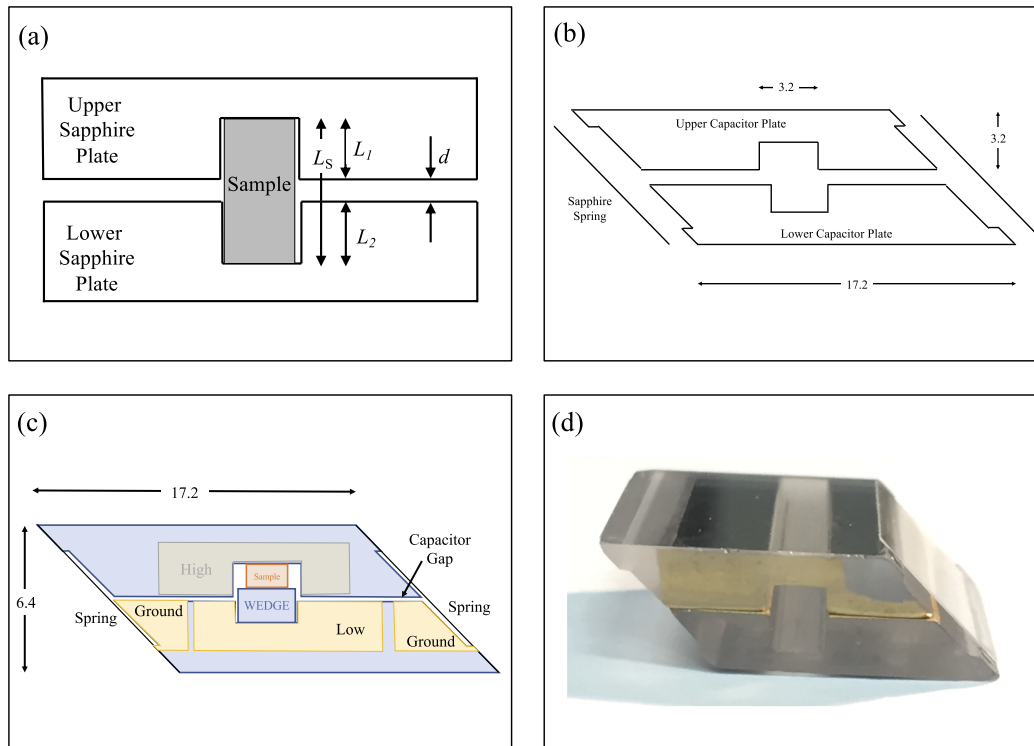 (a)
Upper
Sapphire
Plate
L1
LS
d
Sample
Lower
Sapphire
Plate
L2
(b)
3.2
Upper Capacitor Plate
3.2
Sapphire
Spring
Lower Capacitor Plate
17.2
(c)
17.2
Capacitor
Gap
High
Sample
6.4
WEDGE
Ground
Spring
Spring
Low
Ground
(d)